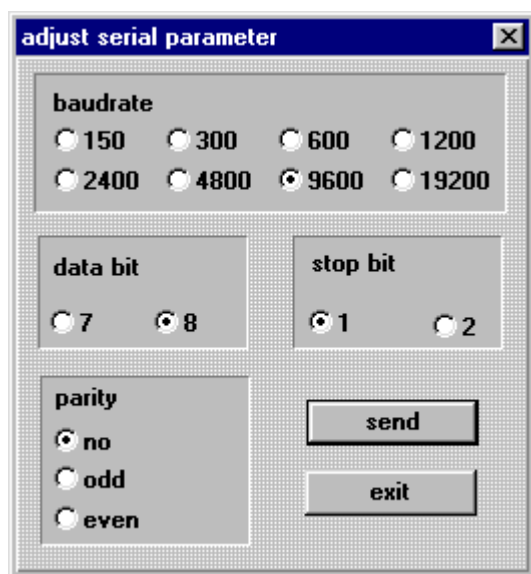 adjust serial parameter
baudrate
150 300 600 1200
2400 4800 9600 19200
data bit
7 8
stop bit
1 2
parity
no
odd
even
send
exit